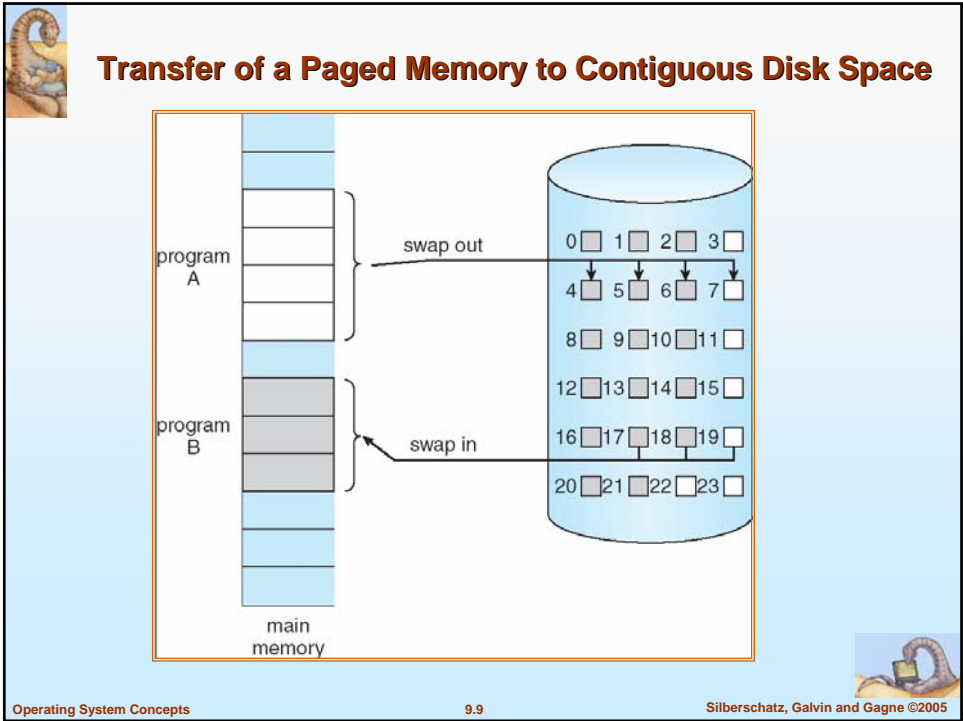 Transfer of a Paged Memory to Contiguous Disk Space
program
A
swap out
program
B
swap in
main
memory
0 1 2 3
4 5 6 7
8 9 10 11
12 13 14 15
16 17 18 19
20 21 22 23
Operating System Concepts
9.9
Silberschatz, Galvin and Gagne ©2005